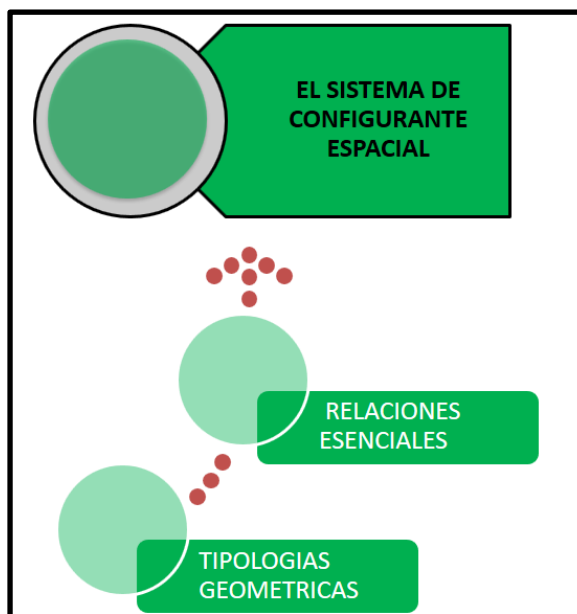 EL SISTEMA DE
CONFIGURANTE
ESPACIAL
RELACIONES
ESENCIALES
TIPOLOGIAS
GEOMETRICAS